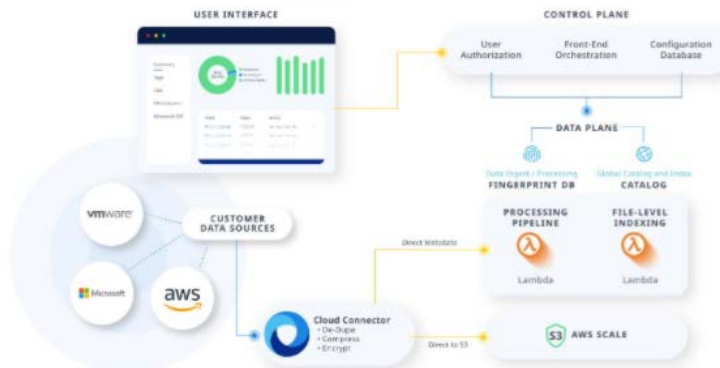 USER INTERFACE
CONTROL PLANE
User
Authorization
Front-End
Orchestration
Configuration
Database
DATA PLANE
Data Ingest / Processing
FINGERPRINT DB
Global Catalog and Index
CATALOG
vmware
CUSTOMER
DATA SOURCES
Microsoft
aws
PROCESSING
PIPELINE
FILE-LEVEL
INDEXING
Lambda
Lambda
Direct Metadata
Cloud Connector
• De-Dupe
• Compress
• Encrypt
Direct to S3
S3 AWS SCALE